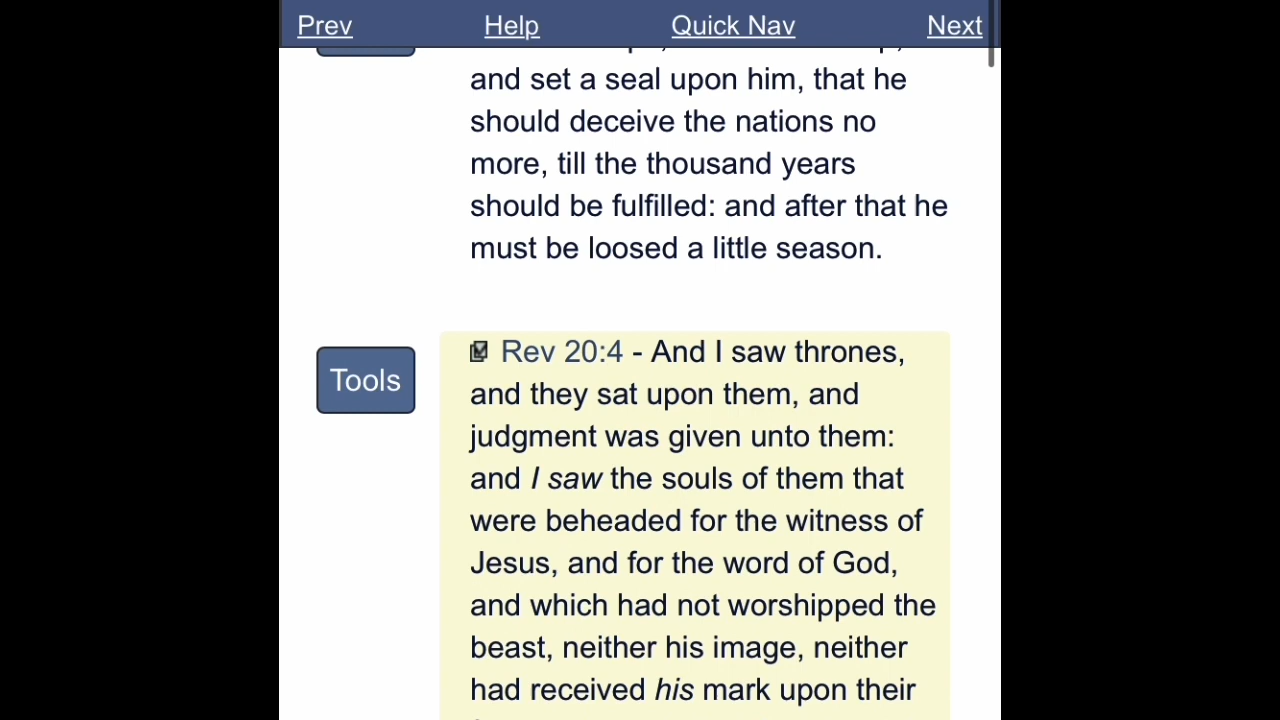 Prev Help Quick Nav Next
and set a seal upon him, that he
should deceive the nations no
more, till the thousand years
should be fulfilled: and after that he
must be loosed a little season.
Tools
Rev 20:4 - And I saw thrones,
and they sat upon them, and
judgment was given unto them:
and I saw the souls of them that
were beheaded for the witness of
Jesus, and for the word of God,
and which had not worshipped the
beast, neither his image, neither
had received his mark upon their